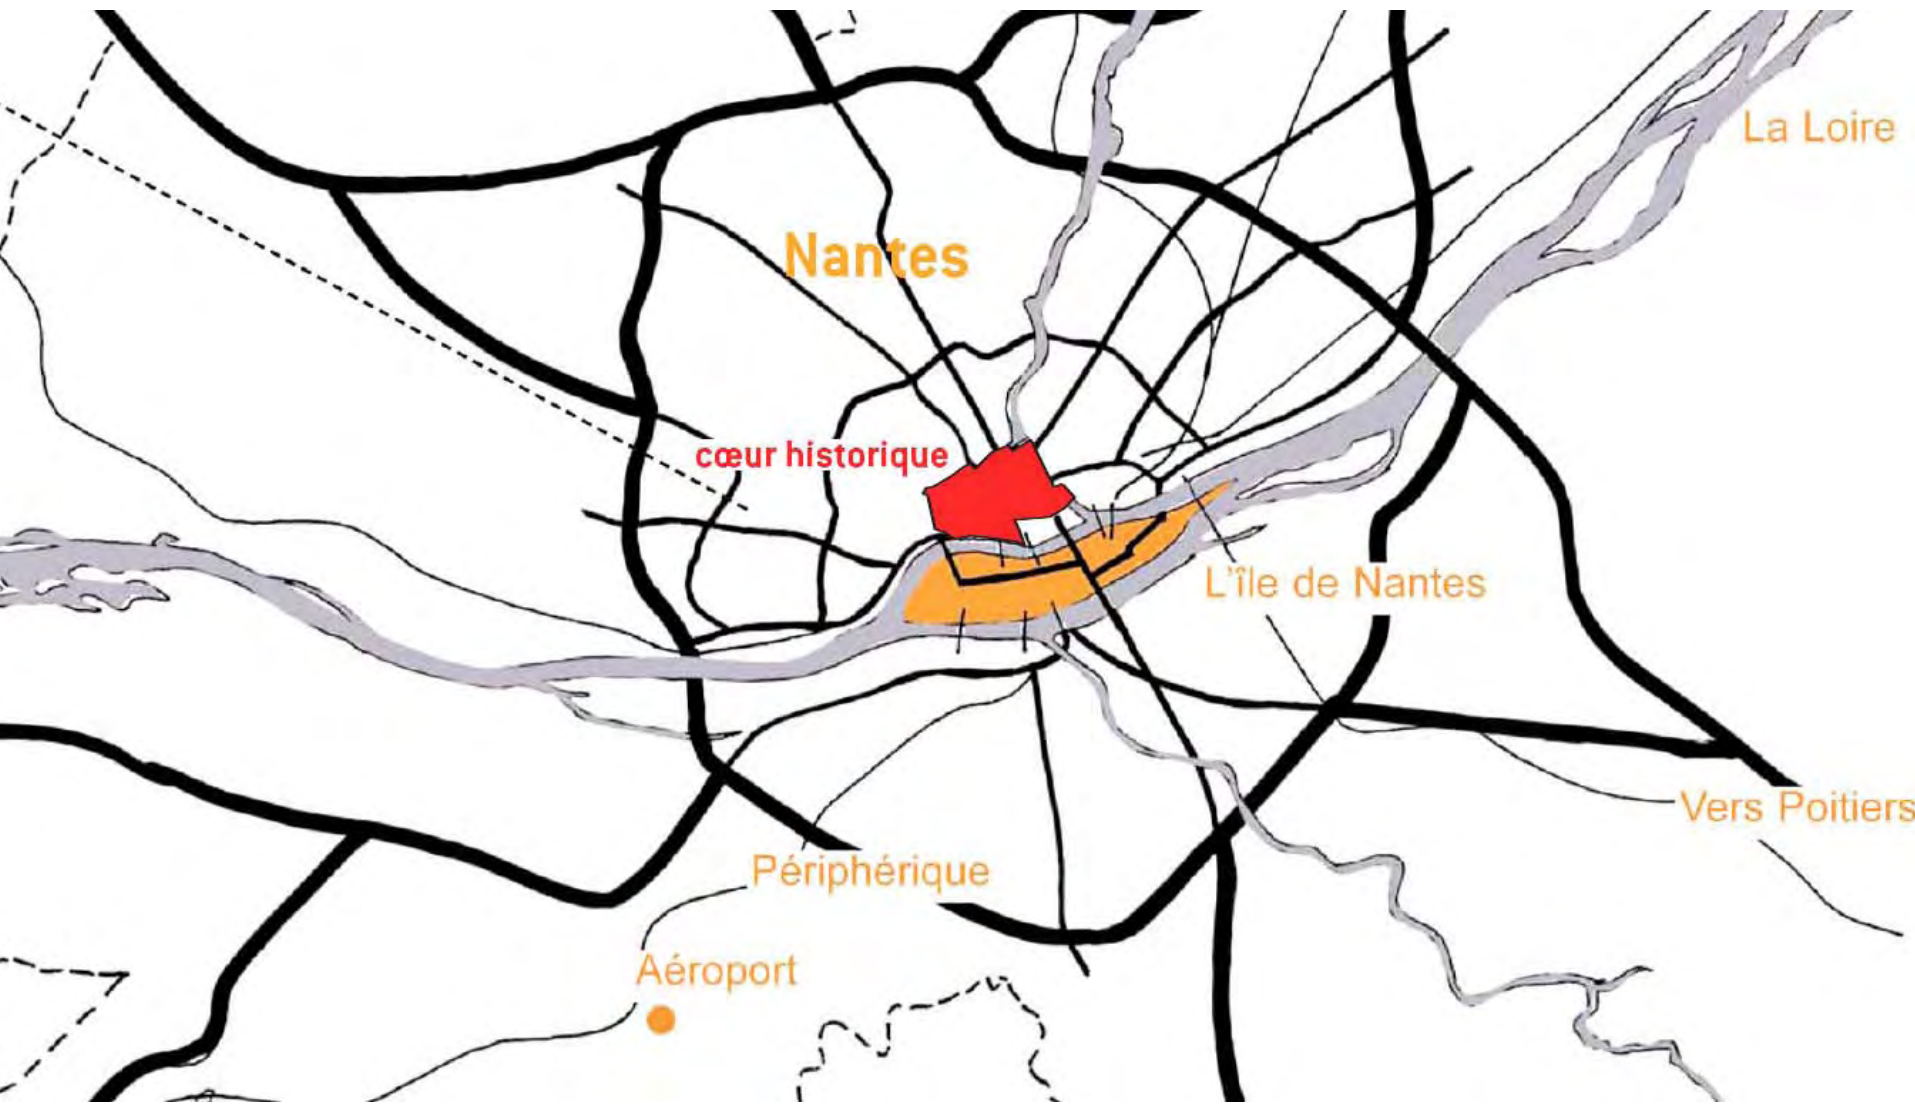 La Loire
Nantes
cœur historique
L'île de Nantes
Vers Poitiers
Périphérique
Aéroport